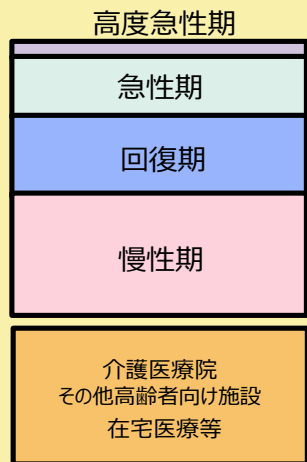 高度急性期
急性期
回復期
慢性期
介護医療院
その他高齢者向け施設
在宅医療等